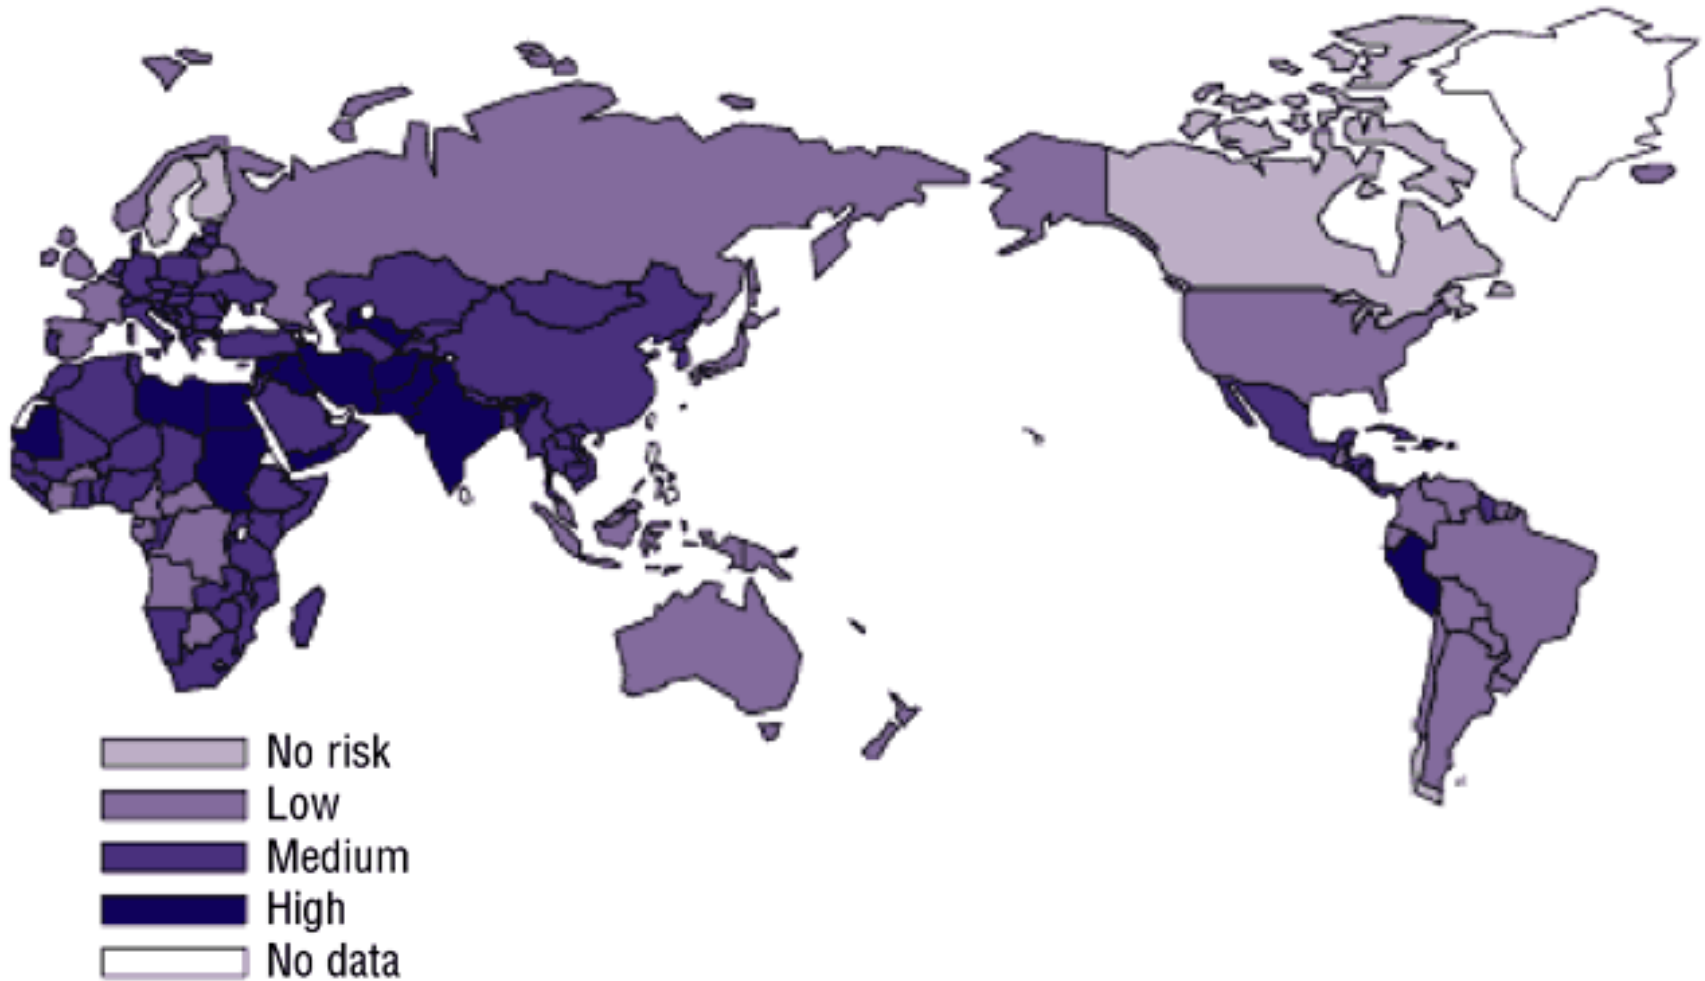 No risk
Low
Medium
High
No data